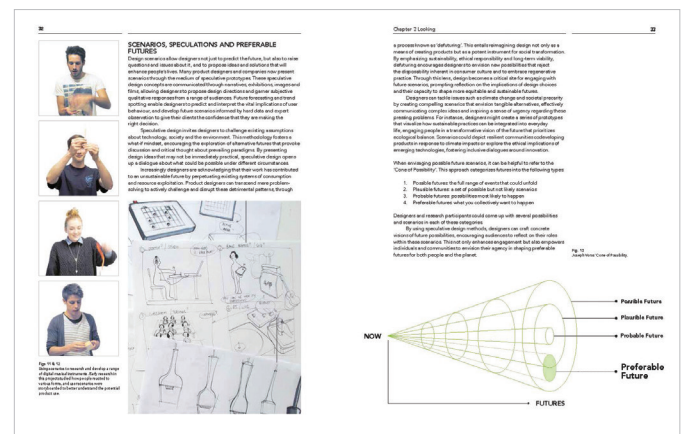 32
SCENARIOS, SPECULATIONS AND PREFERABLE
FUTURES
Design scenarios allow designers not just to predict the future, but also to raise
questions and issues about it, and to propose ideas and solutions that will
enhance people's lives. Many product designers and companies now present
scenarios through the medium of speculative prototypes. These speculative
design concepts are communicated through narratives, exhibitions, images and
films, allowing designers to propose design directions and garner subjective
qualitative responses from a range of audiences. Future forecasting and trend
spotting enable designers to predict and interpret the vital implications of user
behaviour, and develop future scenarios informed by hard data and expert
observation to give their clients the confidence that they are making the
right decision.
Speculative design invites designers to challenge existing assumptions
about technology, society and the environment. This methodology fosters a
what-if mindset, encouraging the exploration of alternative futures that provoke
discussion and critical thought about prevailing paradigms. By presenting
design ideas that may not be immediately practical, speculative design opens
up a dialogue about what could be possible under different circumstances.
Increasingly designers are acknowledging that their work has contributed
to an unsustainable future by perpetuating existing systems of consumption
and resource exploitation. Product designers can transcend mere problem-
solving to actively challenge and disrupt these detrimental patterns, through
Figs 11 & 12
Using scenarios to research and develop a range
of digital musical instruments. Early research in
this project studied how people reacted to
various forms, and use scenarios were
storyboarded to better understand the potential
product use.
Chapter 2 Looking
33
a process known as 'defuturing'. This entails reimagining design not only as a
means of creating products but as a potent instrument for social transformation.
By emphasizing sustainability, ethical responsibility and long-term viability,
defuturing encourages designers to envision new possibilities that reject
the disposability inherent in consumer culture and to embrace regenerative
practice. Through this lens, design becomes a critical site for engaging with
future scenarios, prompting reflection on the implications of design choices
and their capacity to shape more equitable and sustainable futures.
Designers can tackle issues such as climate change and societal precarity
by creating compelling scenarios that envision tangible alternatives, effectively
communicating complex ideas and inspiring a sense of urgency regarding these
pressing problems. For instance, designers might create a series of prototypes
that visualize how sustainable practices can be integrated into everyday
life, engaging people in a transformative vision of the future that prioritizes
ecological balance. Scenarios could depict resilient communities codeveloping
products in response to climate impacts or explore the ethical implications of
emerging technologies, fostering inclusive dialogues around innovation.
When envisaging possible future scenarios, it can be helpful to refer to the
'Cone of Possibility'. This approach categorizes futures into the following types
1. Possible futures: the full range of events that could unfold
2. Plausible futures: a set of possible but not likely scenarios
3. Probable futures: possibilities most likely to happen
4. Preferable futures: what you collectively want to happen
Designers and research participants could come up with several possibilities
and scenarios in each of these categories.
By using speculative design methods, designers can craft concrete
visions of future possibilities, encouraging audiences to reflect on their roles
within these scenarios. This not only enhances engagement but also empowers
individuals and communities to envision their agency in shaping preferable
futures for both people and the planet.
Fig. 13
Joseph Voros' Cone of Possibility.
NOW
Possible Future
Plausible Future
Probable Future
Preferable
Future
FUTURES